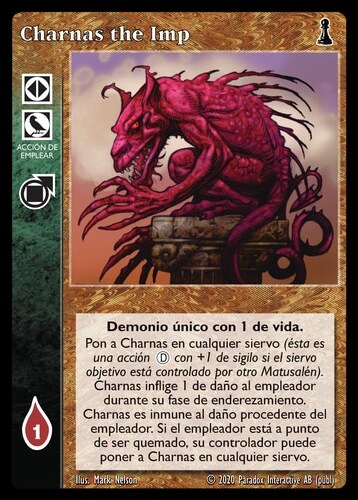 Charnas the Imp
ACCIÓN DE
EMPLEAR
Demonio único con 1 de vida.
Pon a Charnas en cualquier siervo (ésta es
una acción Ⓓ con +1 de sigilo si el siervo
objetivo está controlado por otro Matusalén).
Charnas inflige 1 de daño al empleador
durante su fase de enderezamiento.
Charnas es inmune al daño procedente del
empleador. Si el empleador está a punto
de ser quemado, su controlador puede
poner a Charnas en cualquier siervo.
1
Illus. Mark Nelson
© 2020 Paradox Interactive AB (publ)